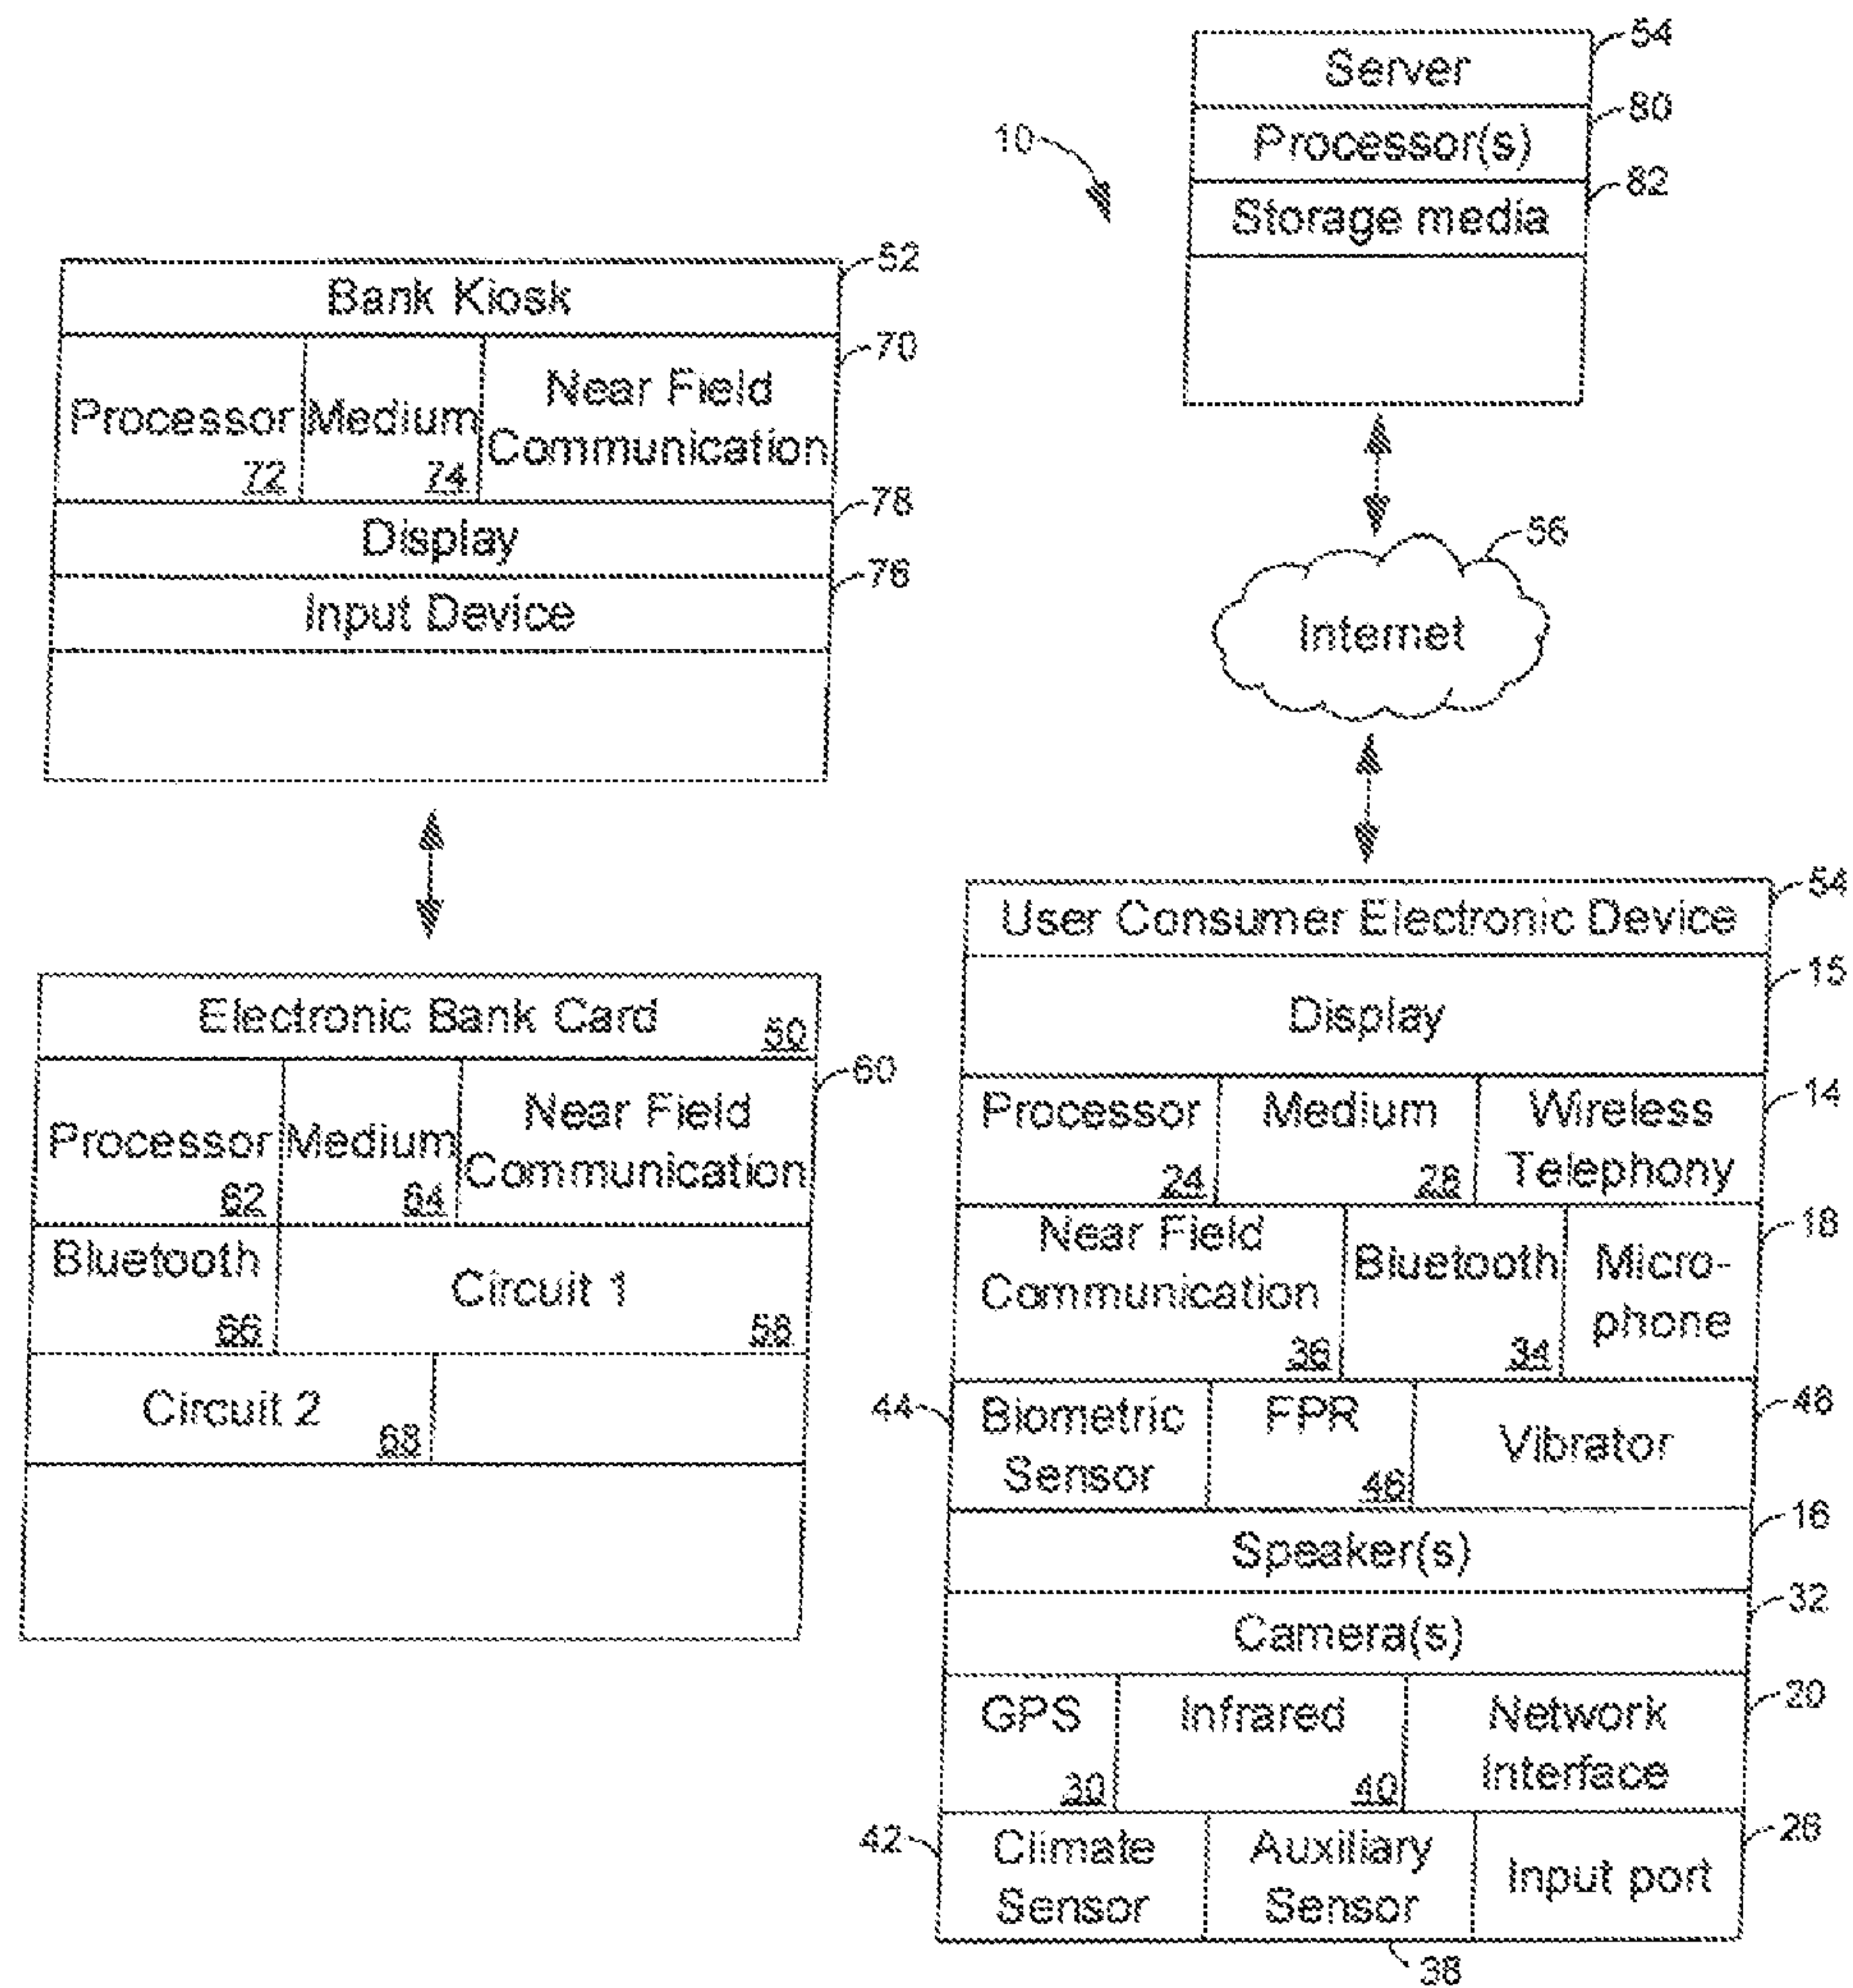 54
Server
80
Processor(s)
82
Storage media
10
52
Bank Kiosk
70
Processor
72
Medium
74
Near Field
Communication
78
Display
76
Input Device
56
Internet
Electronic Bank Card
50
60
Processor
62
Medium
64
Near Field
Communication
Bluetooth
66
Circuit 1
58
Circuit 2
68
54
User Consumer Electronic Device
15
Display
14
Processor
24
Medium
28
Wireless
Telephony
18
Near Field
Communication
36
Bluetooth
34
Micro-
phone
44
Biometric
Sensor
FPR
46
Vibrator
48
16
Speaker(s)
32
Camera(s)
GPS
30
Infrared
40
Network
Interface
20
42
Climate
Sensor
Auxiliary
Sensor
Input port
26
38